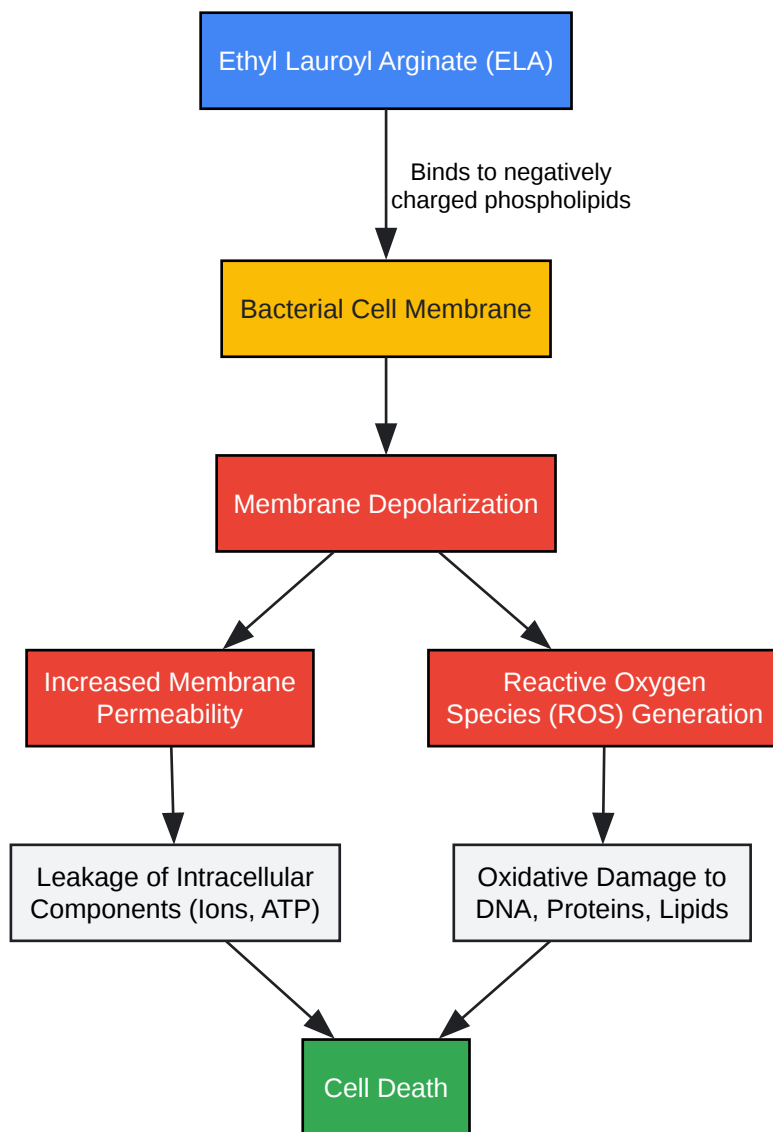 Ethyl Lauroyl Arginate (ELA)
Binds to negatively
charged phospholipids
Bacterial Cell Membrane
Membrane Depolarization
Increased Membrane
Permeability
Reactive Oxygen
Species (ROS) Generation
Leakage of Intracellular
Components (Ions, ATP)
Oxidative Damage to
DNA, Proteins, Lipids
Cell Death